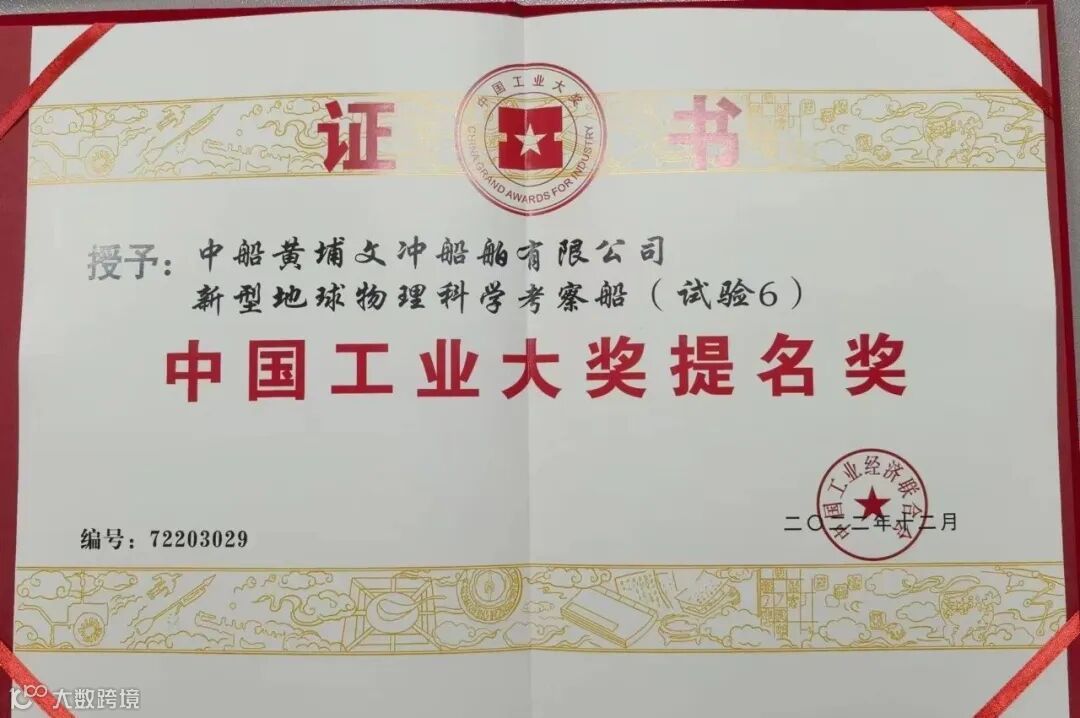 证 书
中国工业大奖
CHINA GRAND AWARDS FOR INDUSTRY
授予：中船黄埔文冲船舶有限公司
新型地球物理科学考察船（试验6）
中国工业大奖提名奖
中国工业经济联合会
二〇二二年十二月
编号：72203029
大数跨境